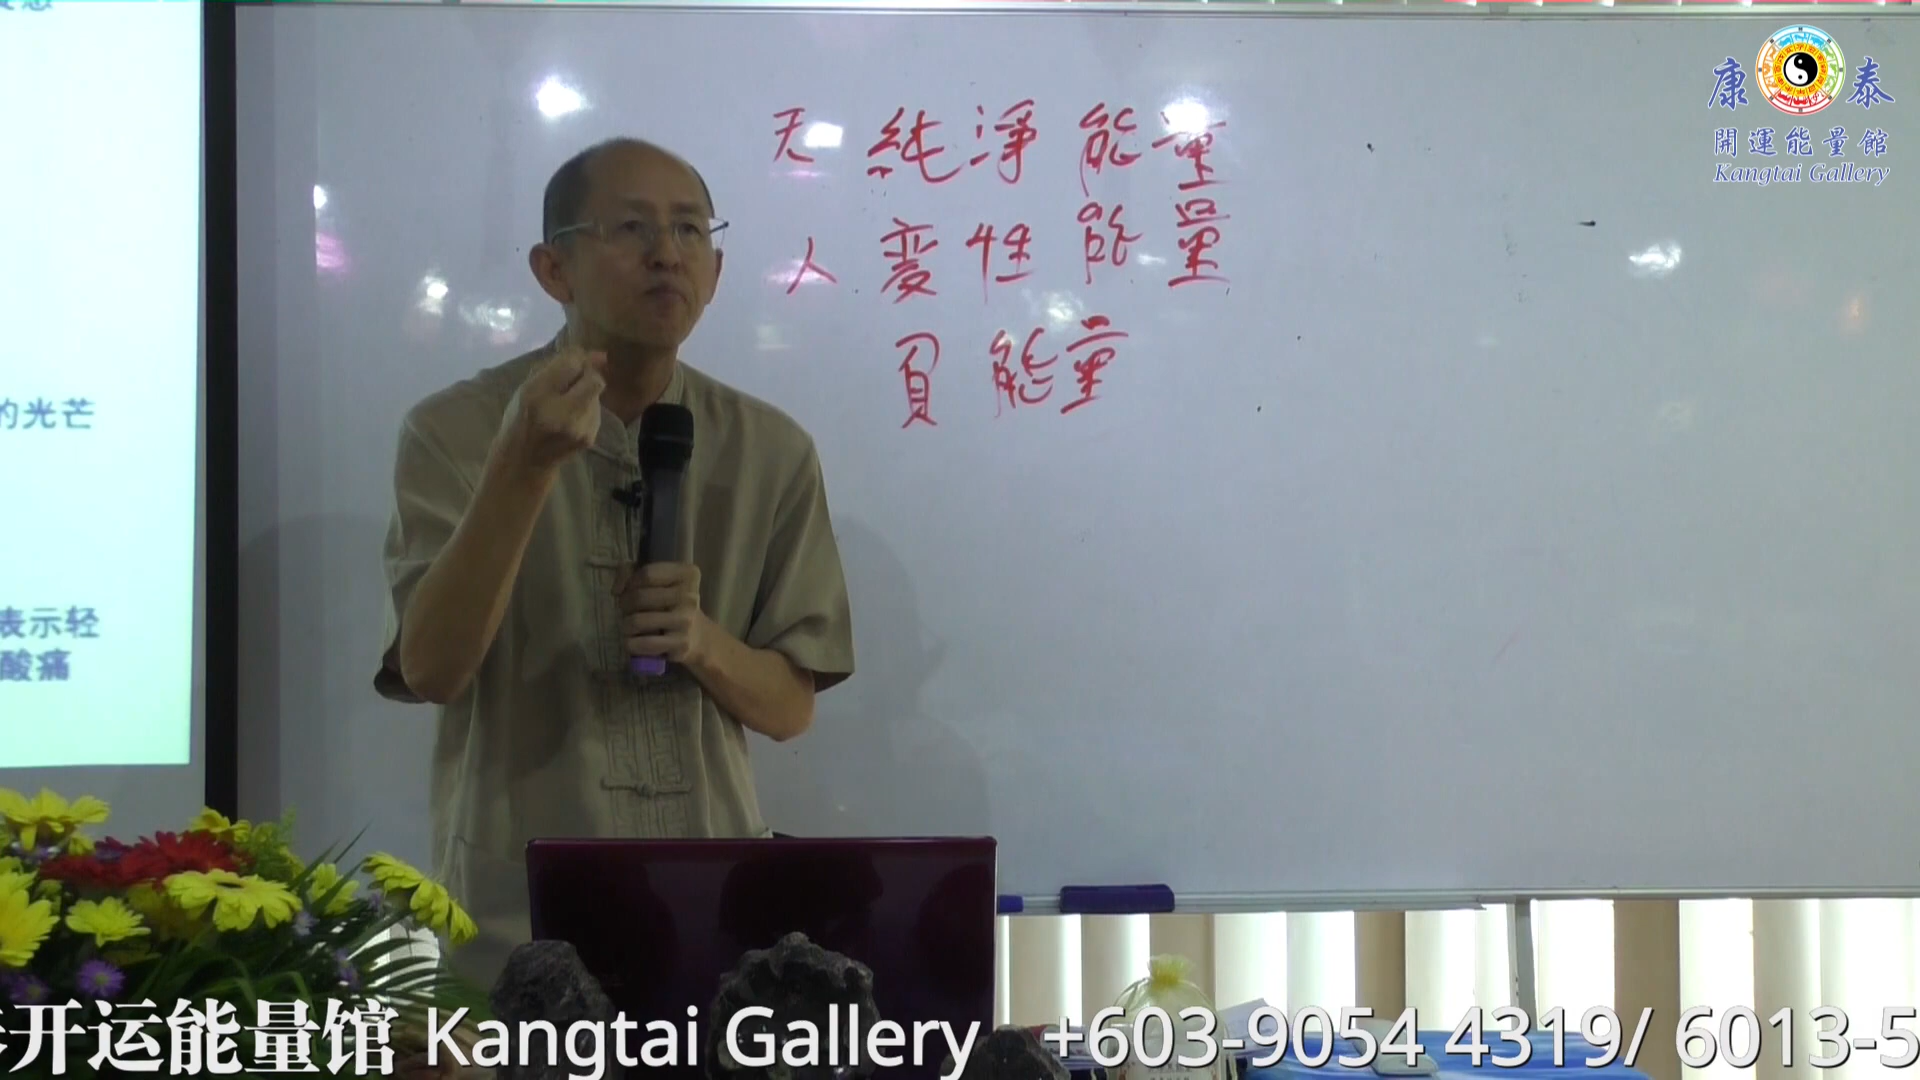 的光芒
表示轻
酸痛
天 純淨能量
人 変性能量
負能量
康 泰
開運能量館
Kangtai Gallery
开运能量馆 Kangtai Gallery +603-9054 4319/ 6013-5